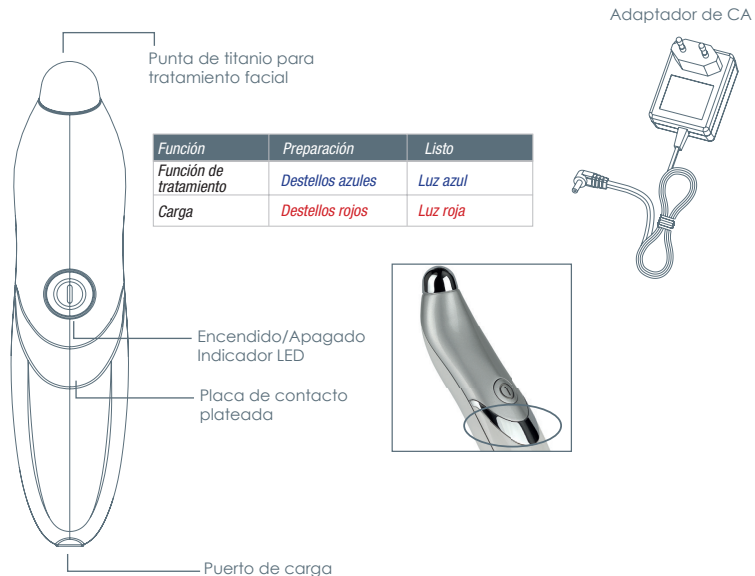 Adaptador de CA
Punta de titanio para
tratamiento facial
Función Preparación Listo
Función de
tratamiento Destellos azules Luz azul
Carga Destellos rojos Luz roja
Encendido/Apagado
Indicador LED
Placa de contacto
plateada
Puerto de carga